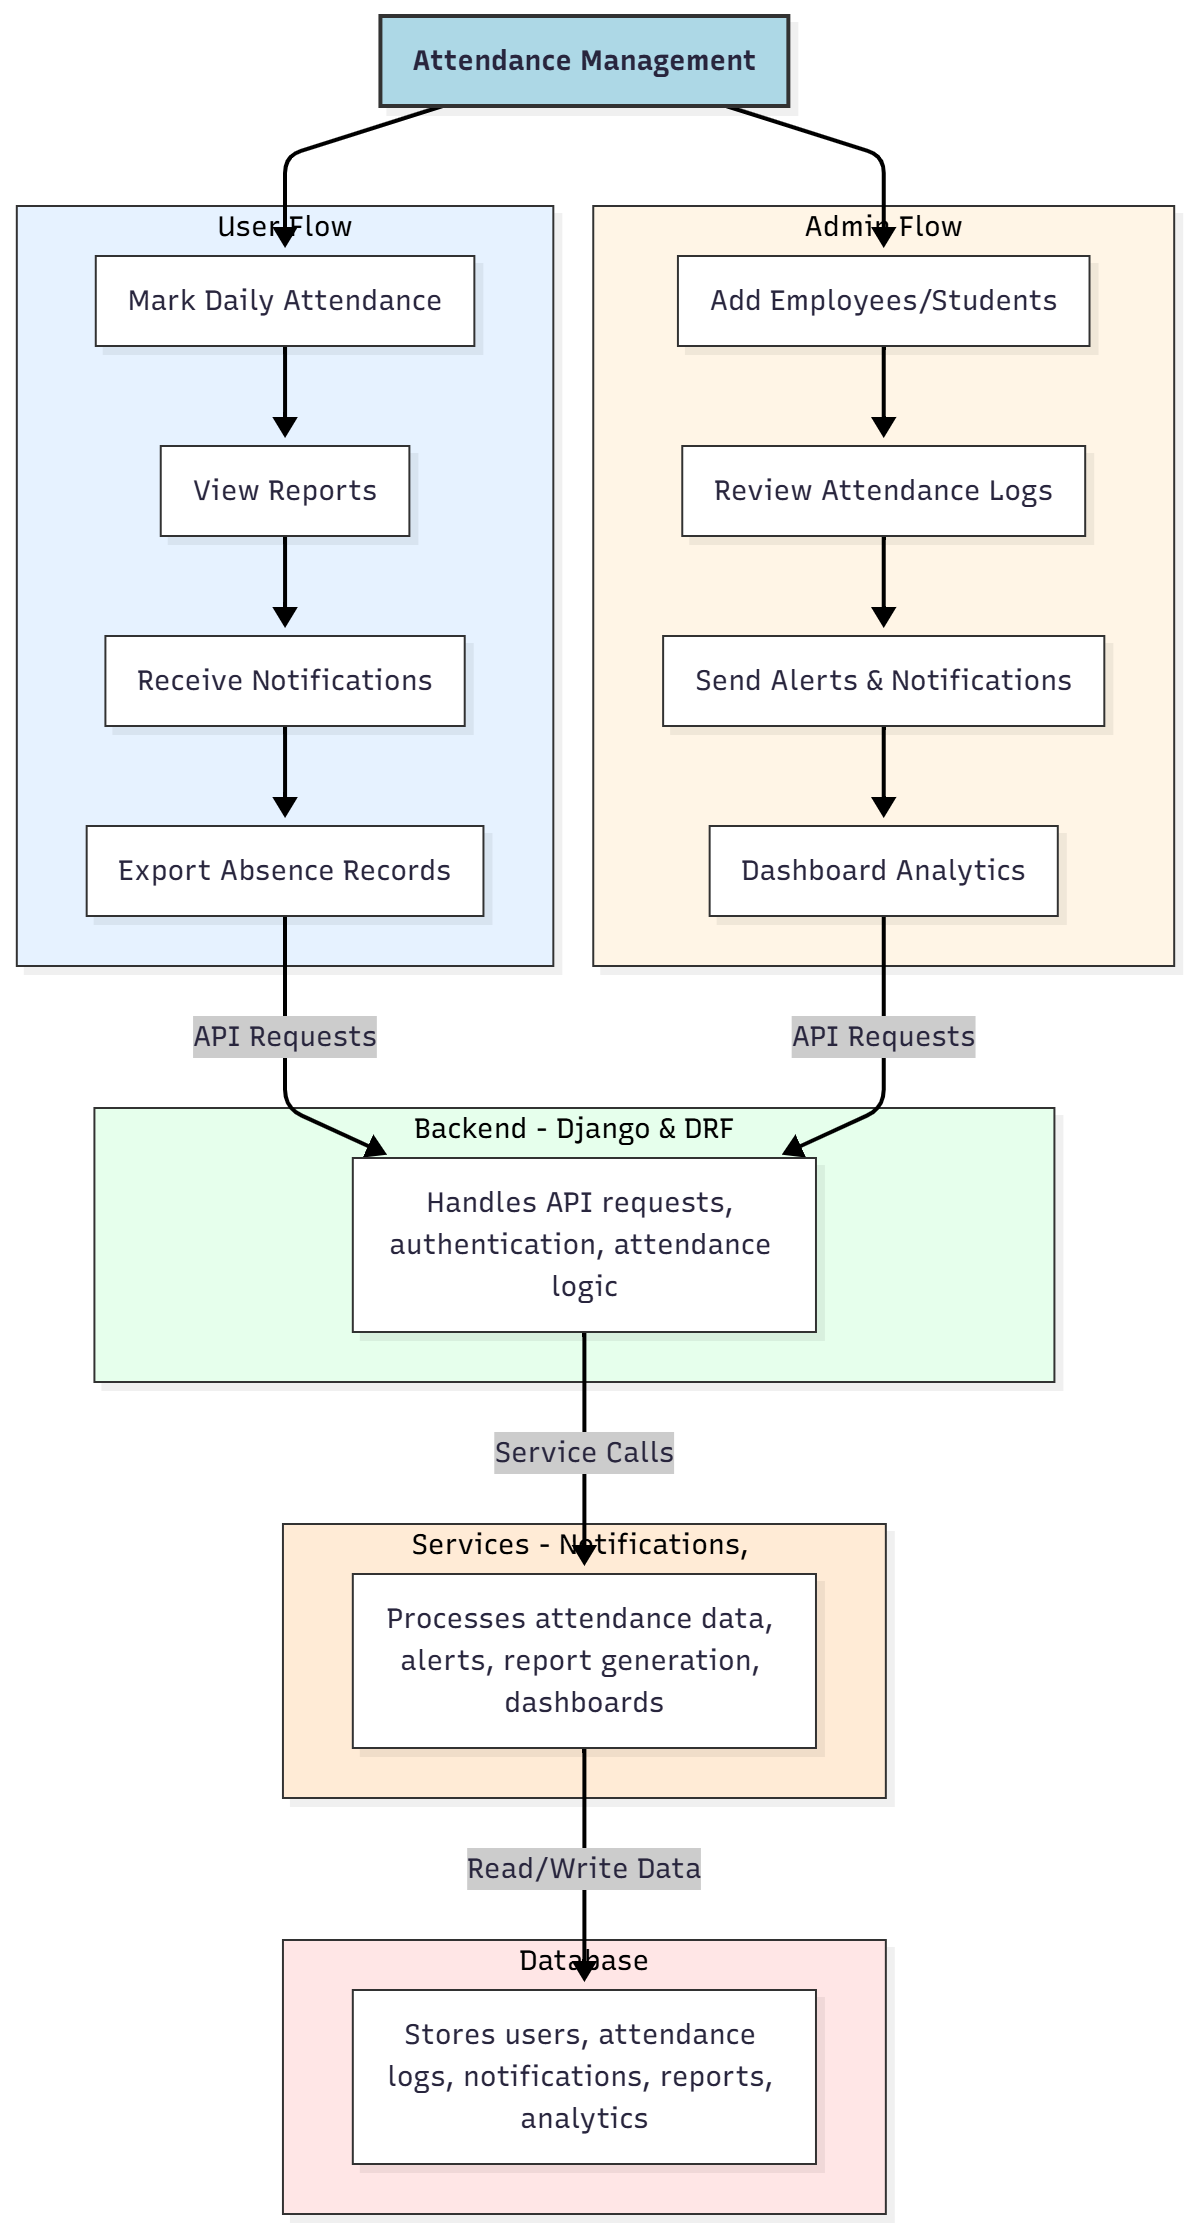 Attendance Management
User Flow
Mark Daily Attendance
View Reports
Receive Notifications
Export Absence Records
API Requests
Admin Flow
Add Employees/Students
Review Attendance Logs
Send Alerts & Notifications
Dashboard Analytics
API Requests
Backend - Django & DRF
Handles API requests,
authentication, attendance
logic
Service Calls
Services - Notifications,
Processes attendance data,
alerts, report generation,
dashboards
Read/Write Data
Database
Stores users, attendance
logs, notifications, reports,
analytics